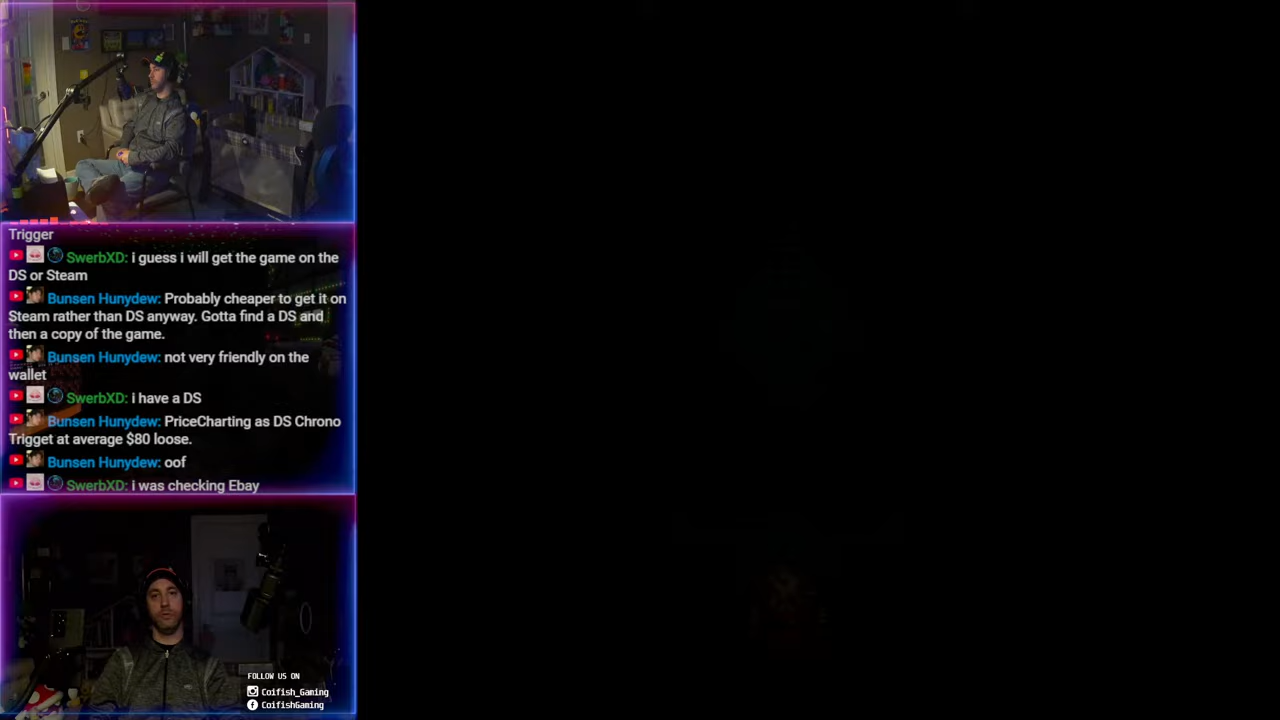 Trigger
SwerbXD: i guess i will get the game on the
DS or Steam
Bunsen Hunydew: Probably cheaper to get it on
Steam rather than DS anyway. Gotta find a DS and
then a copy of the game.
Bunsen Hunydew: not very friendly on the
wallet
SwerbXD: i have a DS
Bunsen Hunydew: PriceCharting as DS Chrono
Trigget at average $80 loose.
Bunsen Hunydew: oof
SwerbXD: i was checking Ebay
FOLLOW US ON
Coifish_Gaming
CoifishGaming